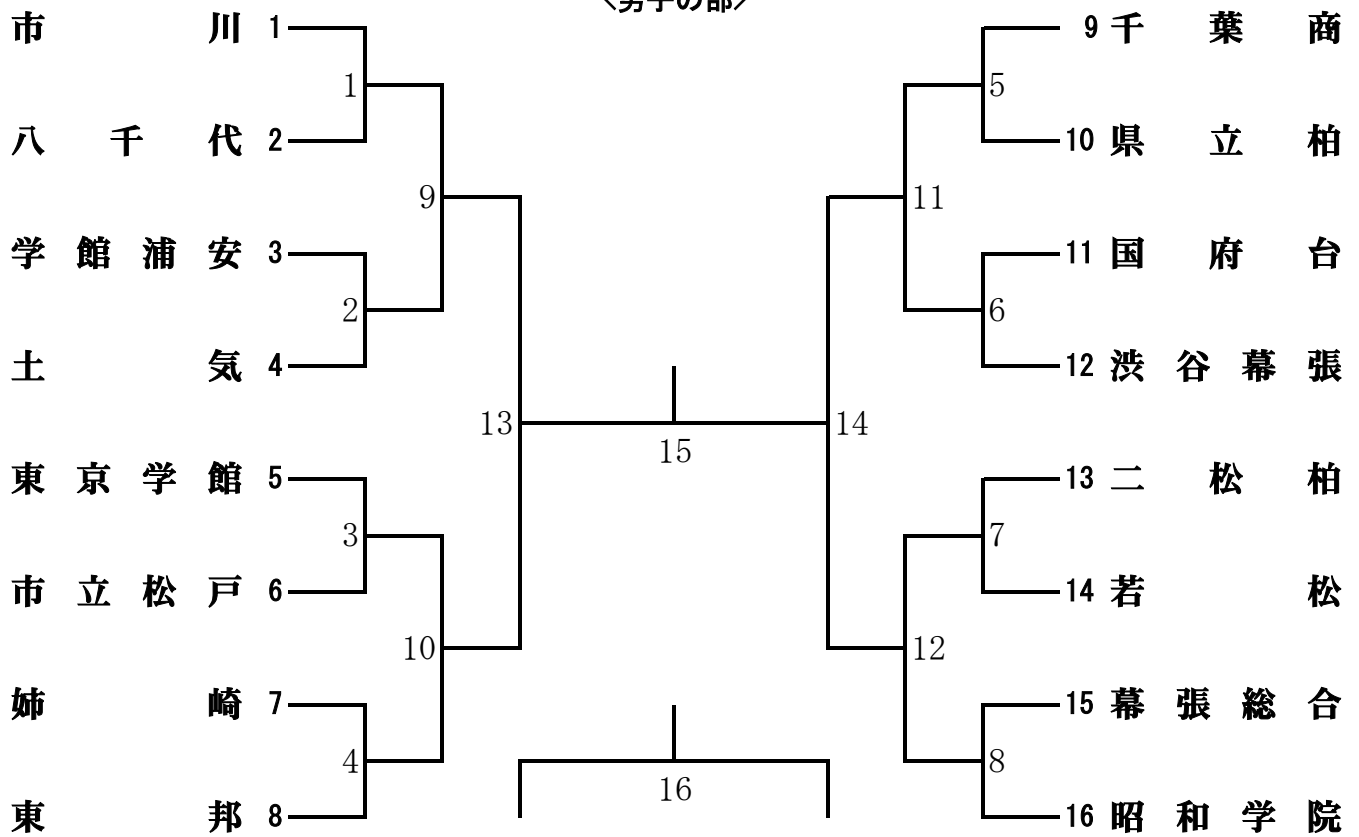 <男子の部>
市川 1
9 千葉商
1
5
八千代 2
10 県立柏
9
11
学館浦安 3
11 国府台
2
6
土気 4
12 渋谷幕張
13
14
15
東京学館 5
13 二松柏
3
7
市立松戸 6
14 若松
10
12
姉崎 7
15 幕張総合
4
8
16
東邦 8
16 昭和学院